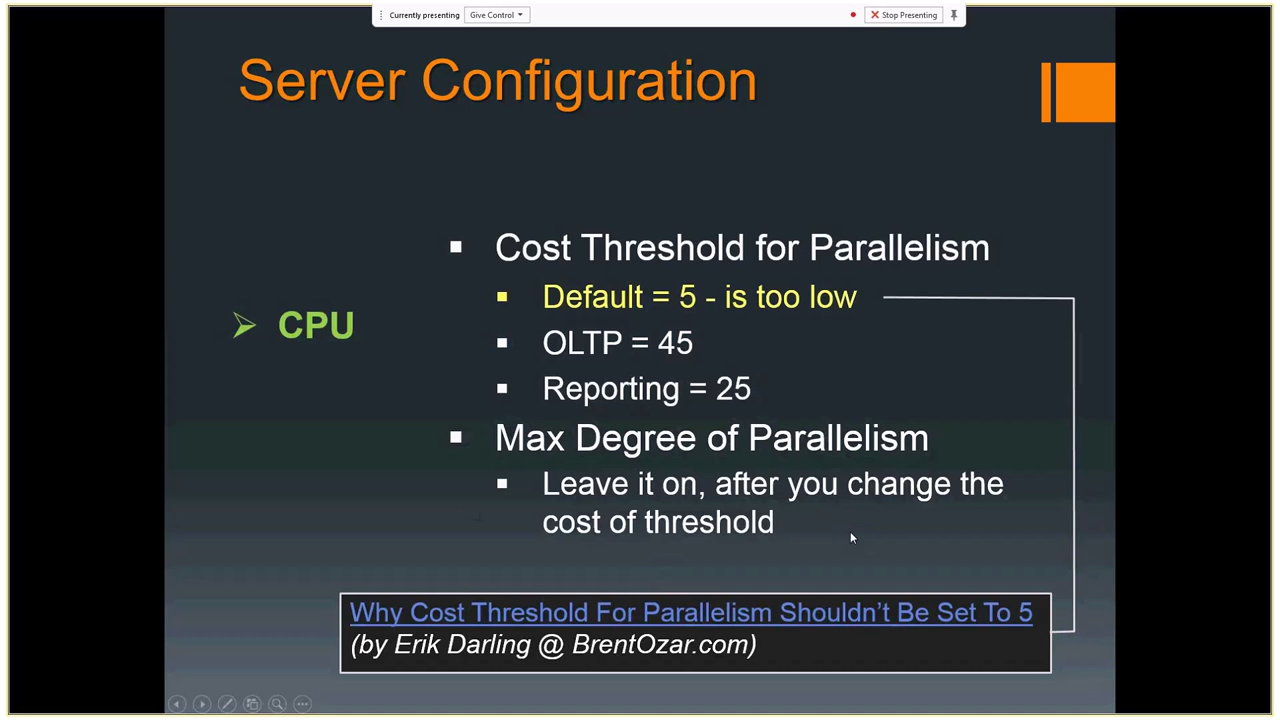 Currently presenting Give Control Stop Presenting
Server Configuration
Cost Threshold for Parallelism
Default = 5 - is too low
CPU
OLTP = 45
Reporting = 25
Max Degree of Parallelism
Leave it on, after you change the
cost of threshold
Why Cost Threshold For Parallelism Shouldn’t Be Set To 5
(by Erik Darling @ BrentOzar.com)